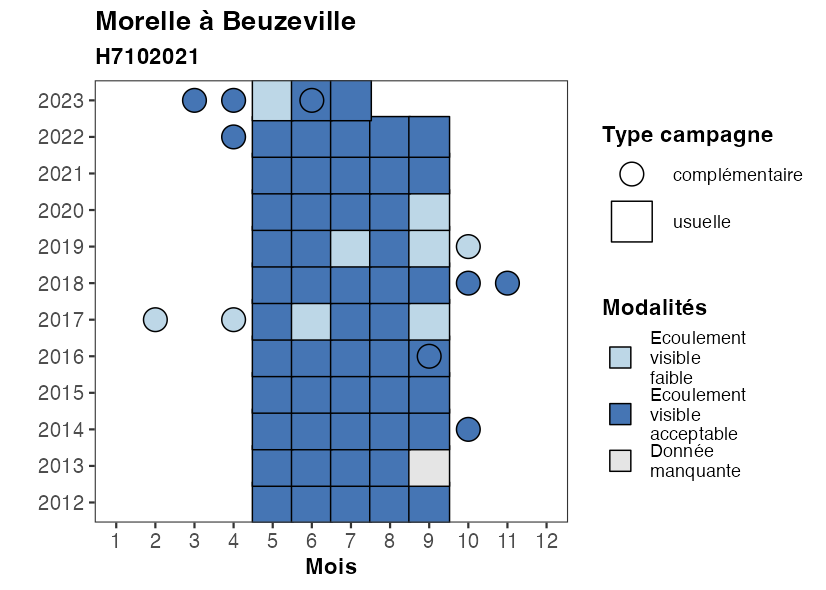 Morelle à Beuzeville
H7102021
2023
2022
2021
2020
2019
2018
2017
2016
2015
2014
2013
2012
1 2 3 4 5 6 7 8 9 10 11 12
Mois
Type campagne
complémentaire
usuelle
Modalités
Ecoulement
visible
faible
Ecoulement
visible
acceptable
Donnée
manquante